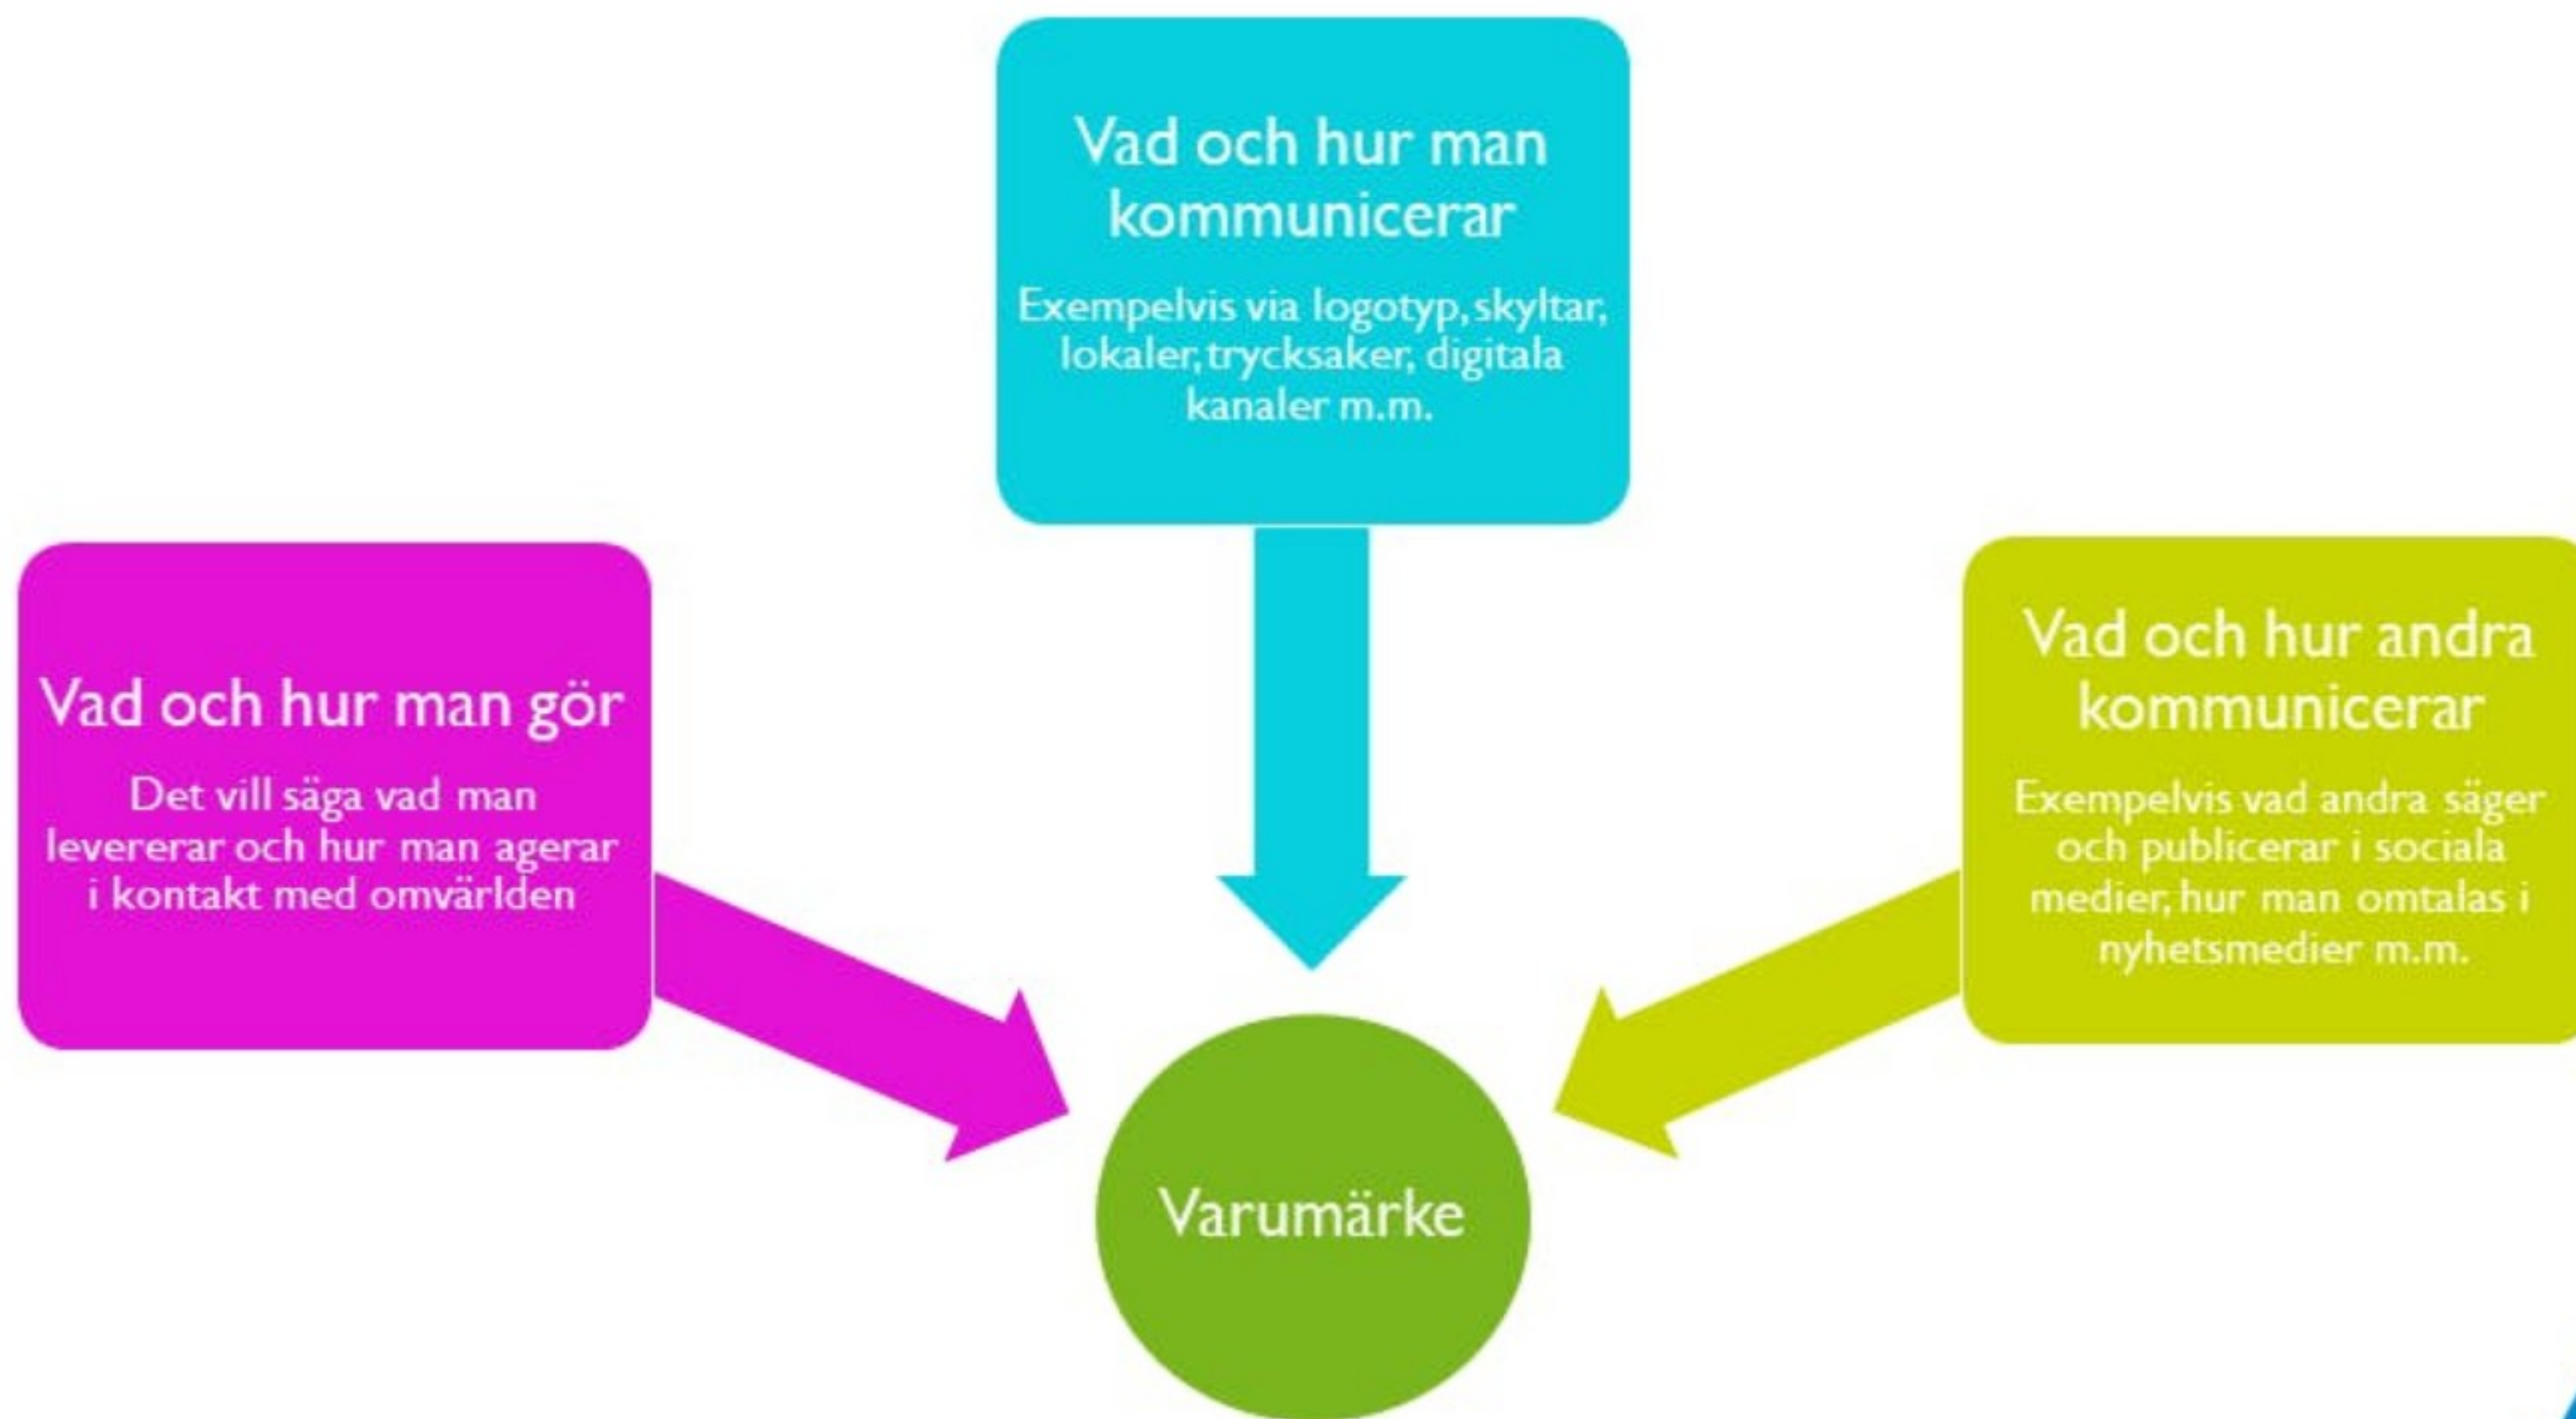 Vad och hur man
kommunicerar
Exempelvis via logotyp, skyltar,
lokaler, trycksaker, digitala
kanaler m.m.
Vad och hur man gör
Det vill säga vad man
levererar och hur man agerar
i kontakt med omvärlden
Vad och hur andra
kommunicerar
Exempelvis vad andra säger
och publicerar i sociala
medier, hur man omtalas i
nyhetsmedier m.m.
Varumärke